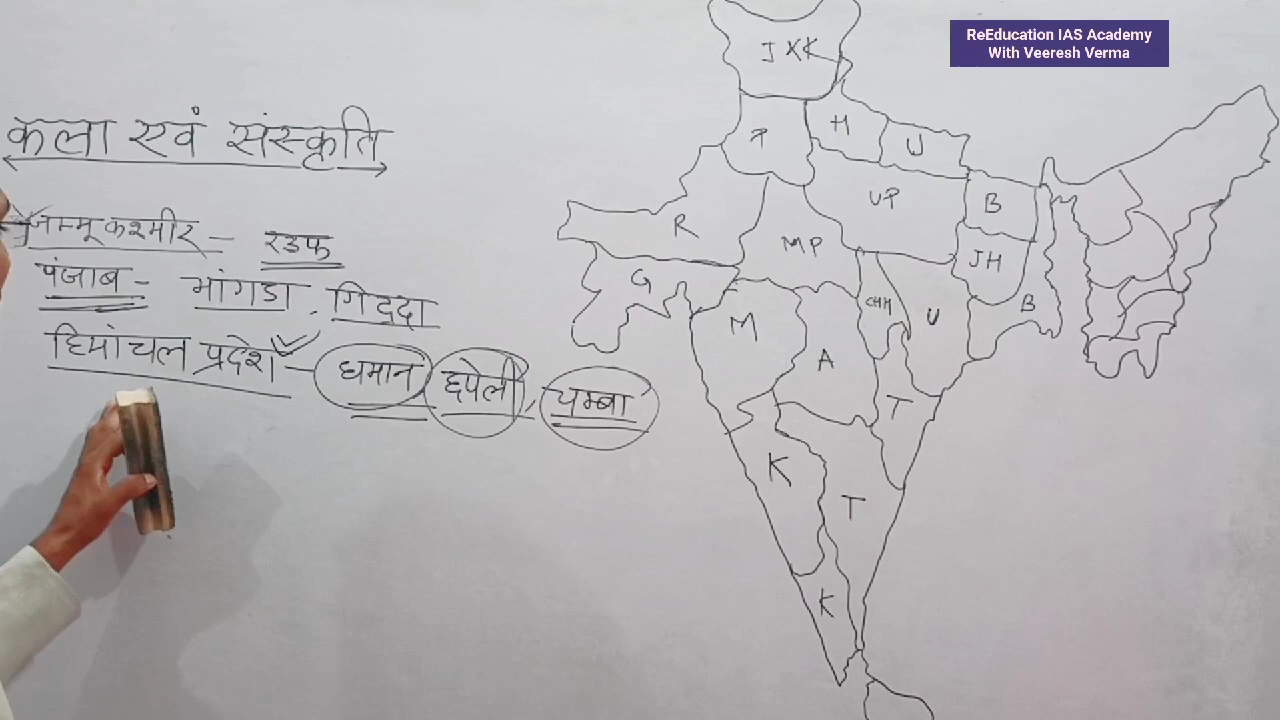 ReEducation IAS Academy
With Veeresh Verma
कला एवं संस्कृति
जम्मू कश्मीर - रउफ
पंजाब - भांगडा, गिद्दा
हिमांचल प्रदेश - धमान, छपेली, चम्बा
J&K
P
H
U
R
UP
B
MP
JH
G
CHH
U
B
M
A
T
K
T
K